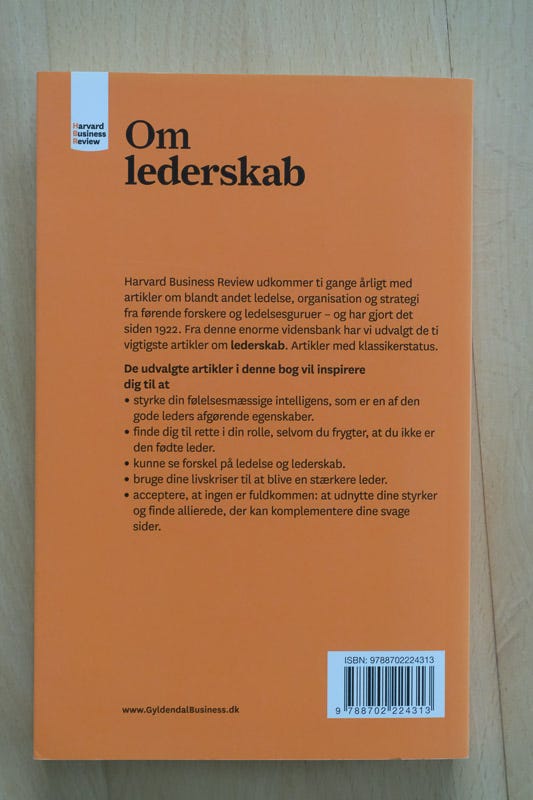 Harvard
Business
Review
Om
lederskab
Harvard Business Review udkommer ti gange årligt med
artikler om blandt andet ledelse, organisation og strategi
fra førende forskere og ledelsesguruer – og har gjort det
siden 1922. Fra denne enorme vidensbank har vi udvalgt de ti
vigtigste artikler om lederskab. Artikler med klassikerstatus.
De udvalgte artikler i denne bog vil inspirere
dig til at
• styrke din følelsesmæssige intelligens, som er en af den
gode leders afgørende egenskaber.
• finde dig til rette i din rolle, selvom du frygter, at du ikke er
den fødte leder.
• kunne se forskel på ledelse og lederskab.
• bruge dine livskriser til at blive en stærkere leder.
• acceptere, at ingen er fuldkommen: at udnytte dine styrker
og finde allierede, der kan komplementere dine svage
sider.
ISBN: 9788702224313
9 788702 224313
www.GyldendalBusiness.dk